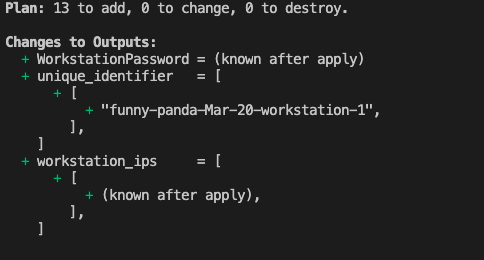 Plan: 13 to add, 0 to change, 0 to destroy.
Changes to Outputs:
+ WorkstationPassword = (known after apply)
+ unique_identifier = [
+ [
+ "funny-panda-Mar-20-workstation-1",
],
]
+ workstation_ips = [
+ [
+ (known after apply),
],
]